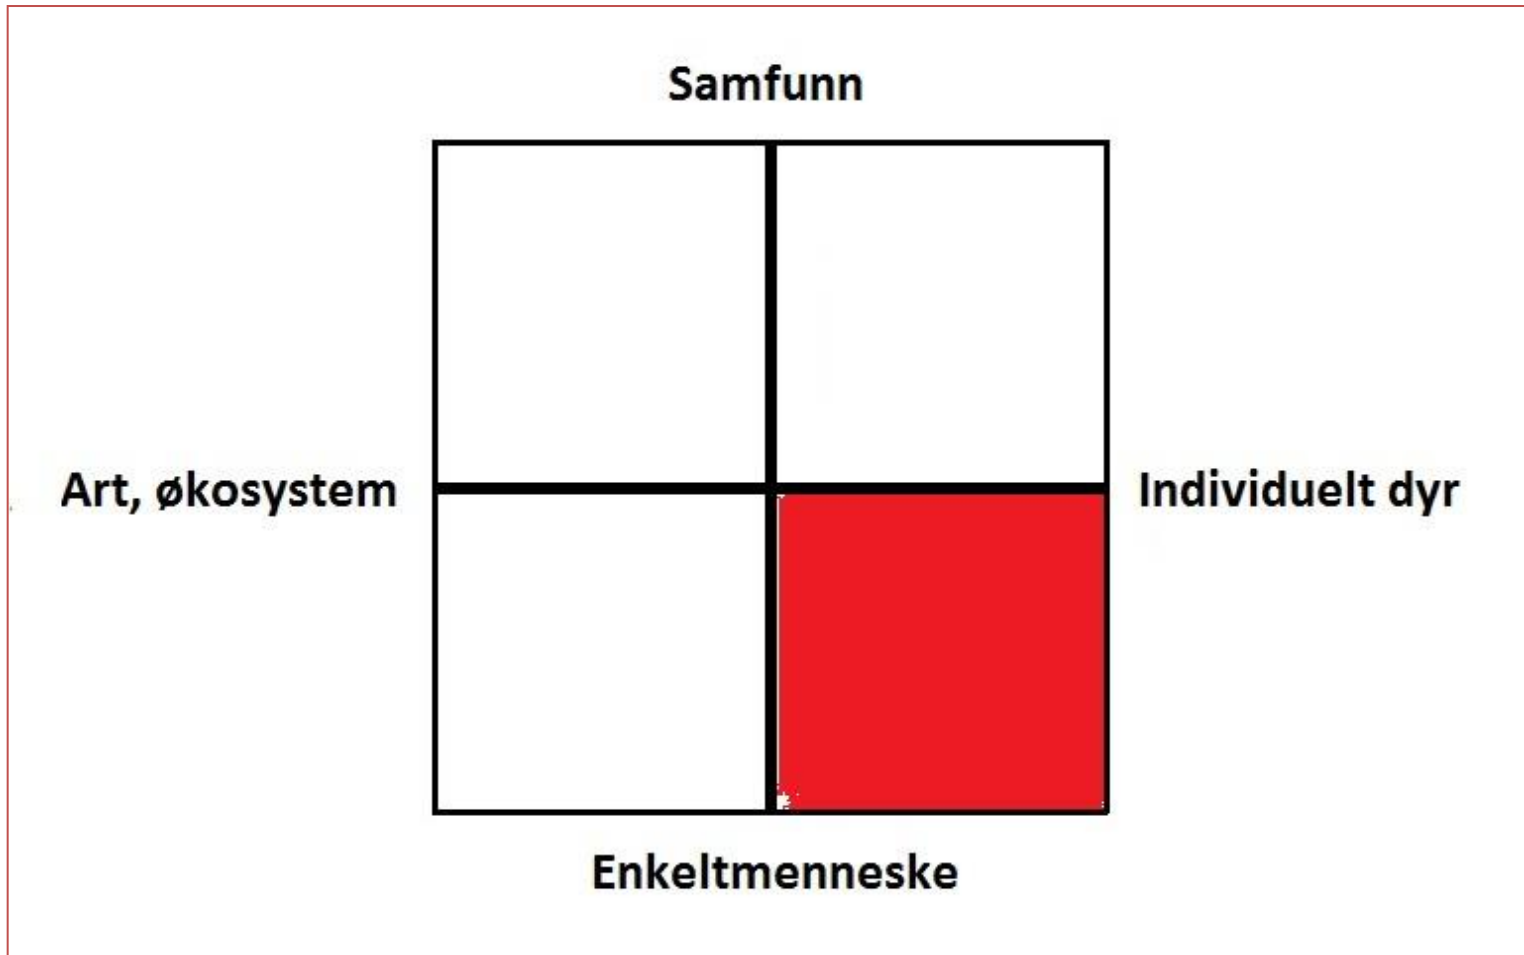 Samfunn
Art, økosystem
Individuelt dyr
Enkeltmenneske